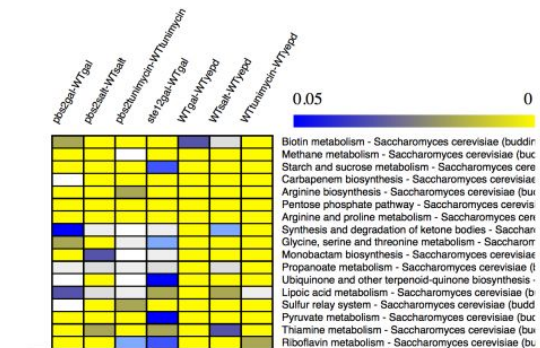 pbs2gal-WTgal
pbs2salt-WTsalt
pbs2tunimycin-WTtunimycin
ste12gal-WTgal
WTgal-WTyepd
WTsalt-WTyepd
WTtunimycin-WTyepd
0.05 0
Biotin metabolism - Saccharomyces cerevisiae (buddin
Methane metabolism - Saccharomyces cerevisiae (buc
Starch and sucrose metabolism - Saccharomyces cere
Carbapenem biosynthesis - Saccharomyces cerevisiae
Arginine biosynthesis - Saccharomyces cerevisiae (buc
Pentose phosphate pathway - Saccharomyces cerevis
Arginine and proline metabolism - Saccharomyces cere
Synthesis and degradation of ketone bodies - Sacchar
Glycine, serine and threonine metabolism - Saccharom
Monobactam biosynthesis - Saccharomyces cerevisiae
Propanoate metabolism - Saccharomyces cerevisiae (l
Ubiquinone and other terpenoid-quinone biosynthesis -
Lipoic acid metabolism - Saccharomyces cerevisiae (b
Sulfur relay system - Saccharomyces cerevisiae (budd
Pyruvate metabolism - Saccharomyces cerevisiae (buc
Thiamine metabolism - Saccharomyces cerevisiae (bu
Riboflavin metabolism - Saccharomyces cerevisiae (bu